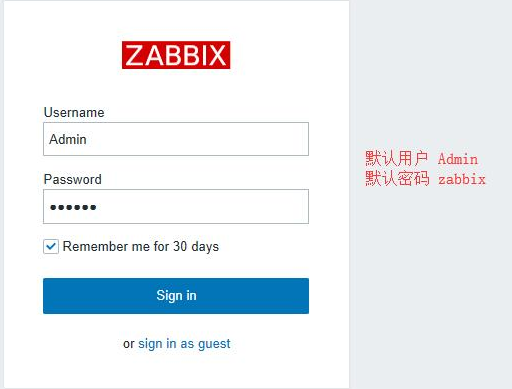 ZABBIX
Username
Admin
Password
••••••
Remember me for 30 days
Sign in
or sign in as guest
默认用户 Admin
默认密码 zabbix